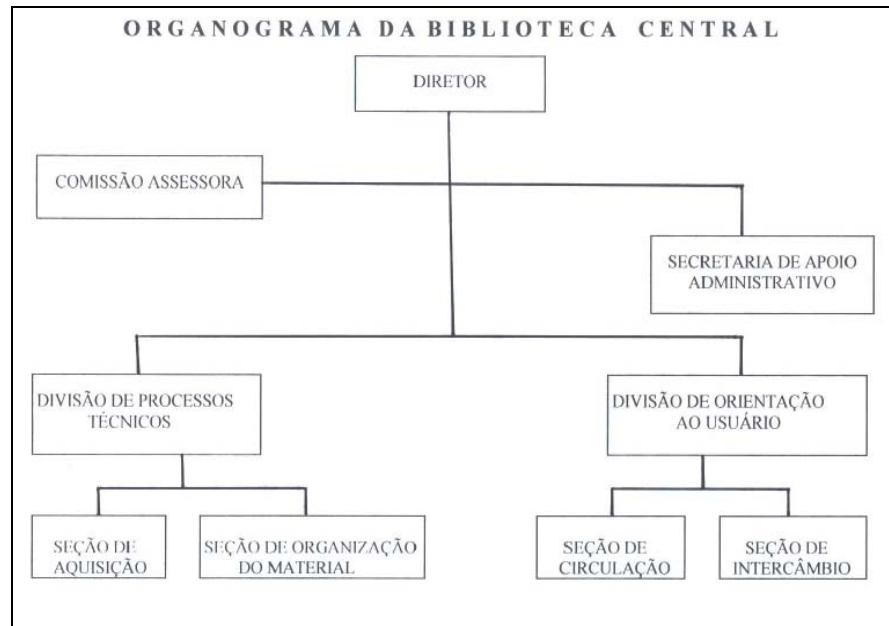 ORGANOGRAMA DA BIBLIOTECA CENTRAL
DIRETOR
COMISSÃO ASSESSORA
SECRETARIA DE APOIO
ADMINISTRATIVO
DIVISÃO DE PROCESSOS
TÉCNICOS
DIVISÃO DE ORIENTAÇÃO
AO USUÁRIO
SEÇÃO DE
AQUISIÇÃO
SEÇÃO DE ORGANIZAÇÃO
DO MATERIAL
SEÇÃO DE
CIRCULAÇÃO
SEÇÃO DE
INTERCÂMBIO